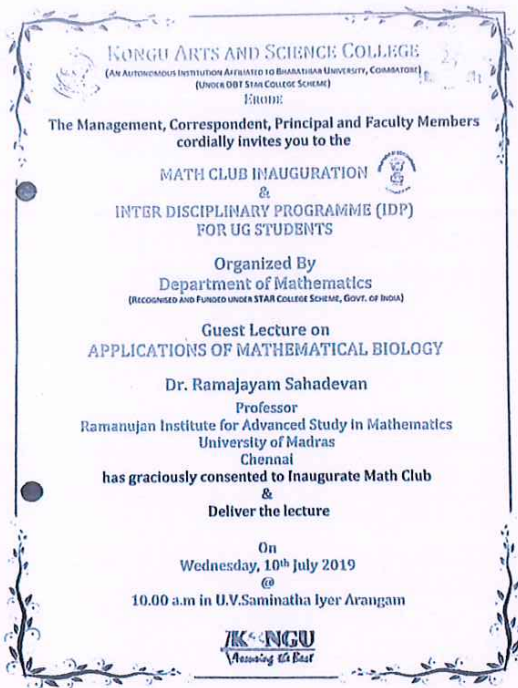 KONGU ARTS AND SCIENCE COLLEGE
(AN AUTONOMOUS INSTITUTION AFFILIATED TO BHARATHIAR UNIVERSITY, COIMBATORE)
(UNDER DBT STAR COLLEGE SCHEME)
ERODE
The Management, Correspondent, Principal and Faculty Members
cordially invites you to the
MATH CLUB INAUGURATION
&
INTER DISCIPLINARY PROGRAMME (IDP)
FOR UG STUDENTS
Organized By
Department of Mathematics
(RECOGNISED AND FUNDED UNDER STAR COLLEGE SCHEME, GOVT. OF INDIA)
Guest Lecture on
APPLICATIONS OF MATHEMATICAL BIOLOGY
Dr. Ramajayam Sahadevan
Professor
Ramanujan Institute for Advanced Study in Mathematics
University of Madras
Chennai
has graciously consented to Inaugurate Math Club
&
Deliver the lecture
On
Wednesday, 10th July 2019
@
10.00 a.m in U.V.Saminatha Iyer Arangam
KONGU
Assuring the Best